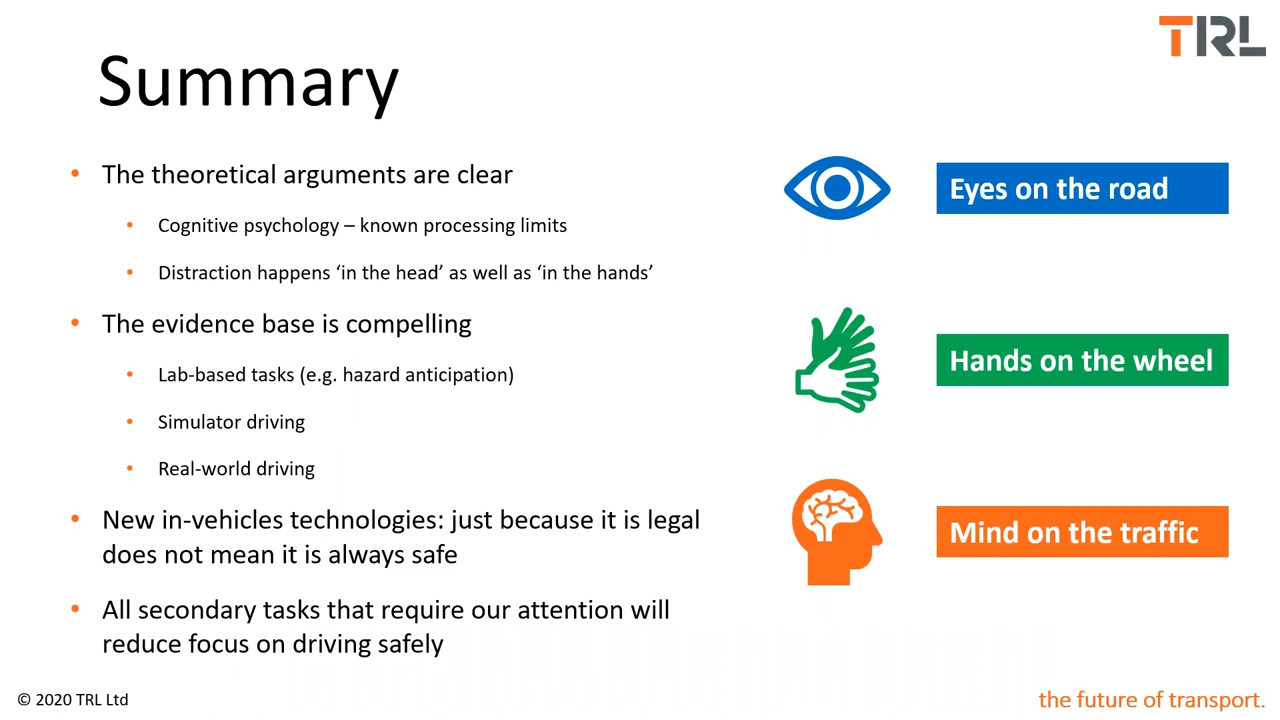 TRL
Summary
The theoretical arguments are clear
Cognitive psychology – known processing limits
Distraction happens ‘in the head’ as well as ‘in the hands’
The evidence base is compelling
Lab-based tasks (e.g. hazard anticipation)
Simulator driving
Real-world driving
New in-vehicles technologies: just because it is legal
does not mean it is always safe
All secondary tasks that require our attention will
reduce focus on driving safely
Eyes on the road
Hands on the wheel
Mind on the traffic
© 2020 TRL Ltd
the future of transport.